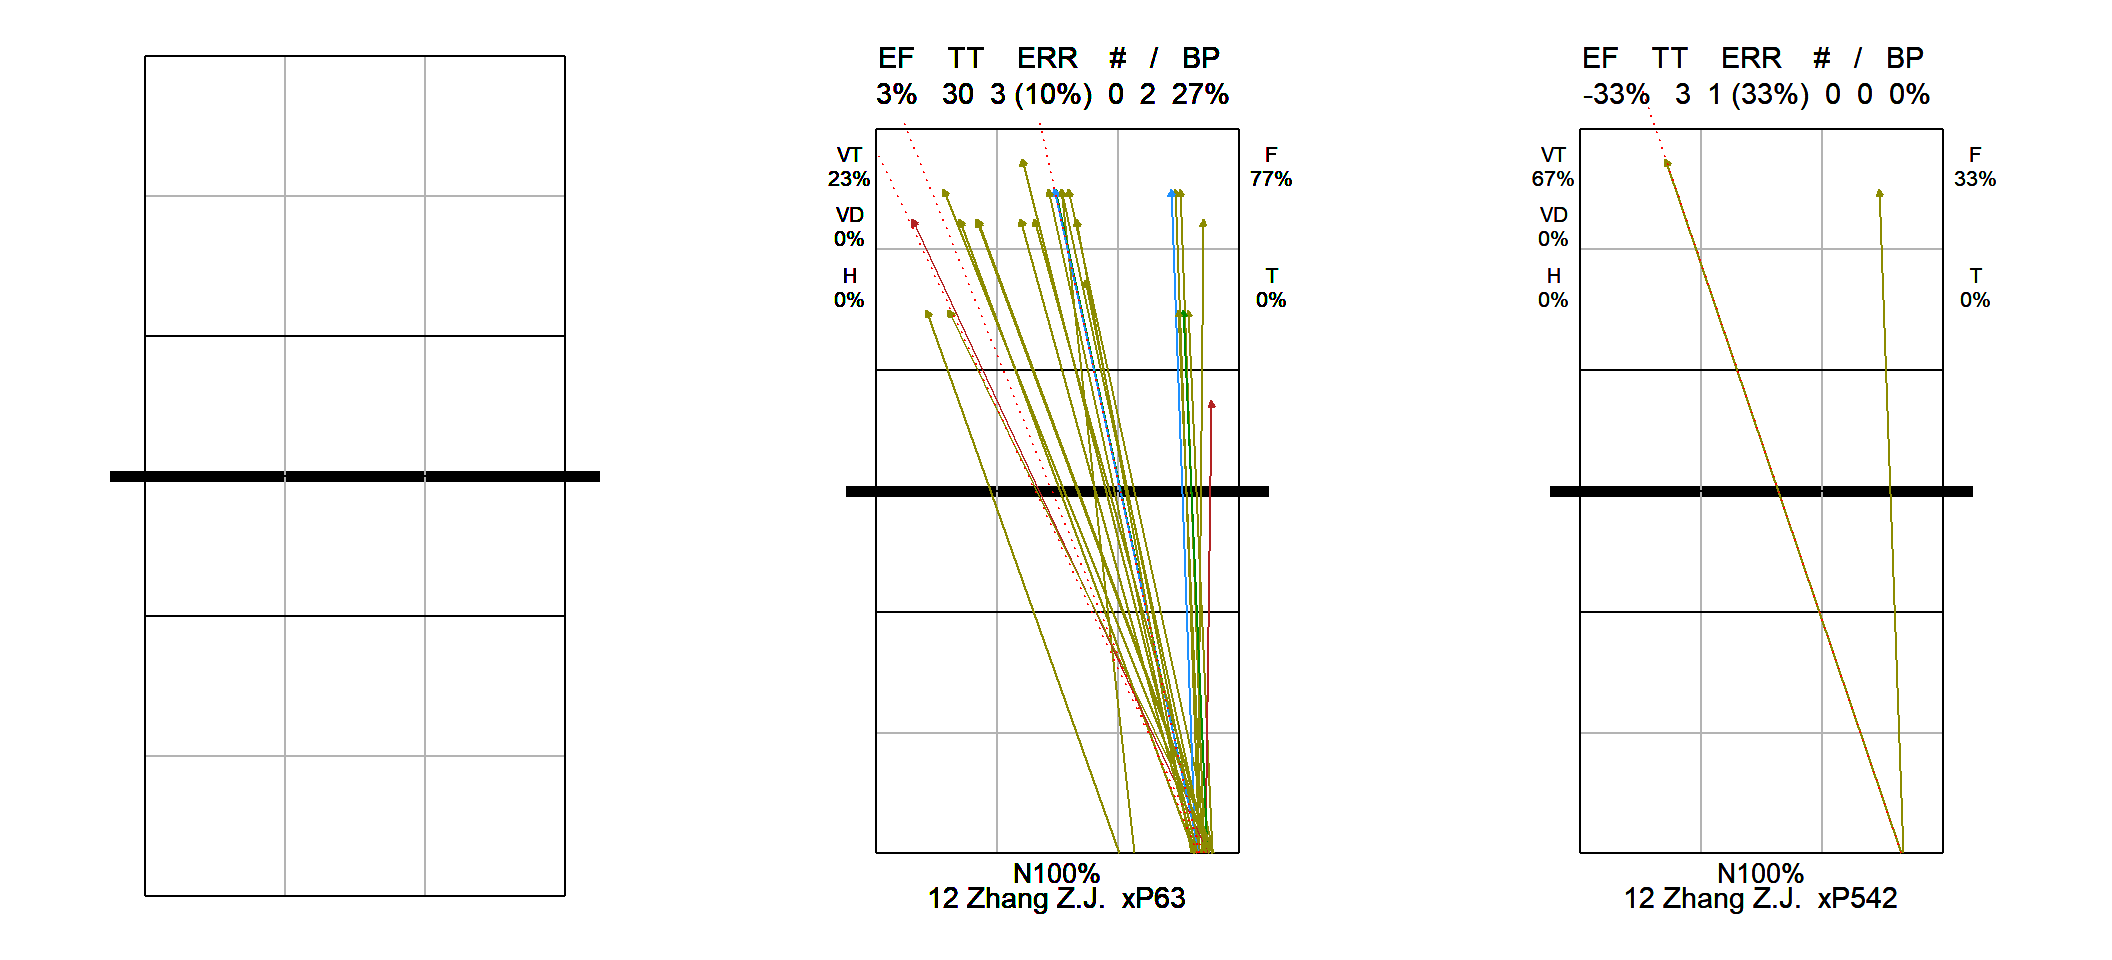 EF TT ERR # / BP
3% 30 3 (10%) 0 2 27%
VT
23%
VD
0%
H
0%
F
77%
T
0%
N100%
12 Zhang Z.J. xP63
EF TT ERR # / BP
-33% 3 1 (33%) 0 0 0%
VT
67%
VD
0%
H
0%
F
33%
T
0%
N100%
12 Zhang Z.J. xP542